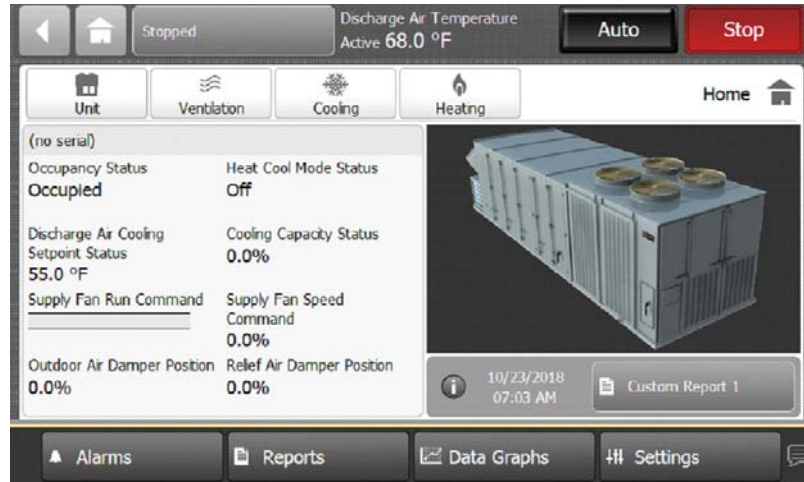 Stopped
Discharge Air Temperature
Active 68.0 °F
Auto
Stop
Unit
Ventilation
Cooling
Heating
Home
(no serial)
Occupancy Status
Occupied
Heat Cool Mode Status
Off
Discharge Air Cooling
Setpoint Status
55.0 °F
Cooling Capacity Status
0.0%
Supply Fan Run Command
Supply Fan Speed
Command
0.0%
Outdoor Air Damper Position
0.0%
Relief Air Damper Position
0.0%
10/23/2018
07:03 AM
Custom Report 1
Alarms
Reports
Data Graphs
Settings